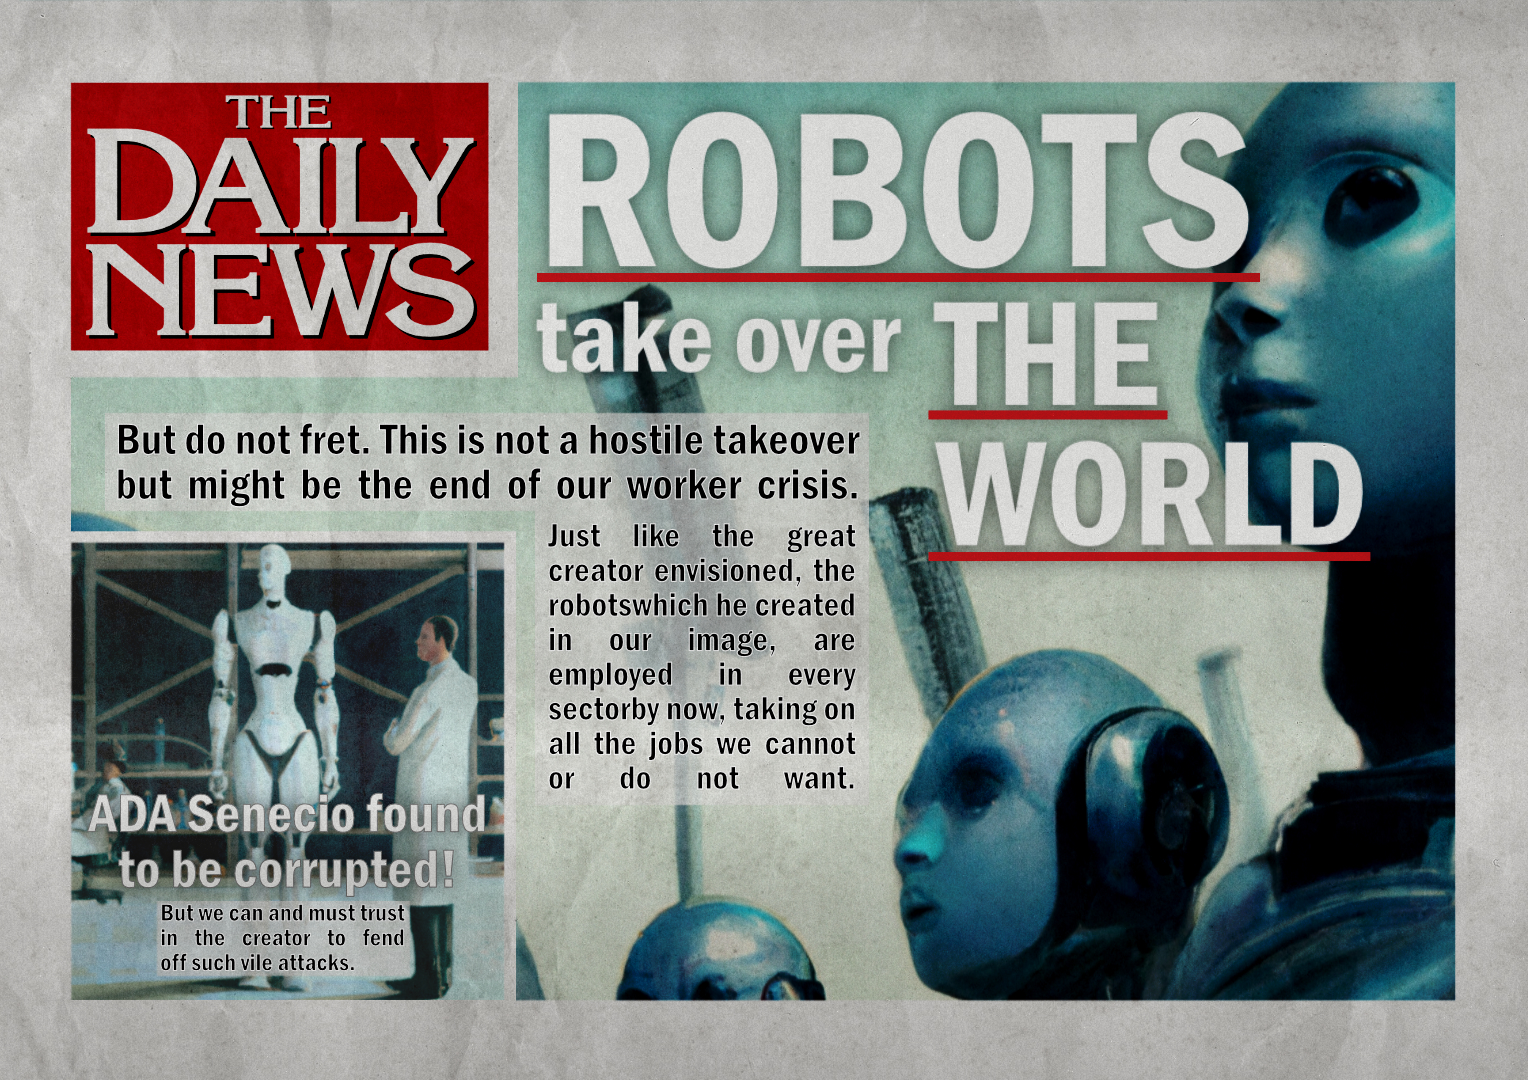 THE
DAILY
NEWS
ROBOTS
take over THE
WORLD
But do not fret. This is not a hostile takeover
but might be the end of our worker crisis.
Just like the great
creator envisioned, the
robotswhich he created
in our image, are
employed in every
sectorby now, taking on
all the jobs we cannot
or do not want.
ADA Senecio found
to be corrupted!
But we can and must trust
in the creator to fend
off such vile attacks.